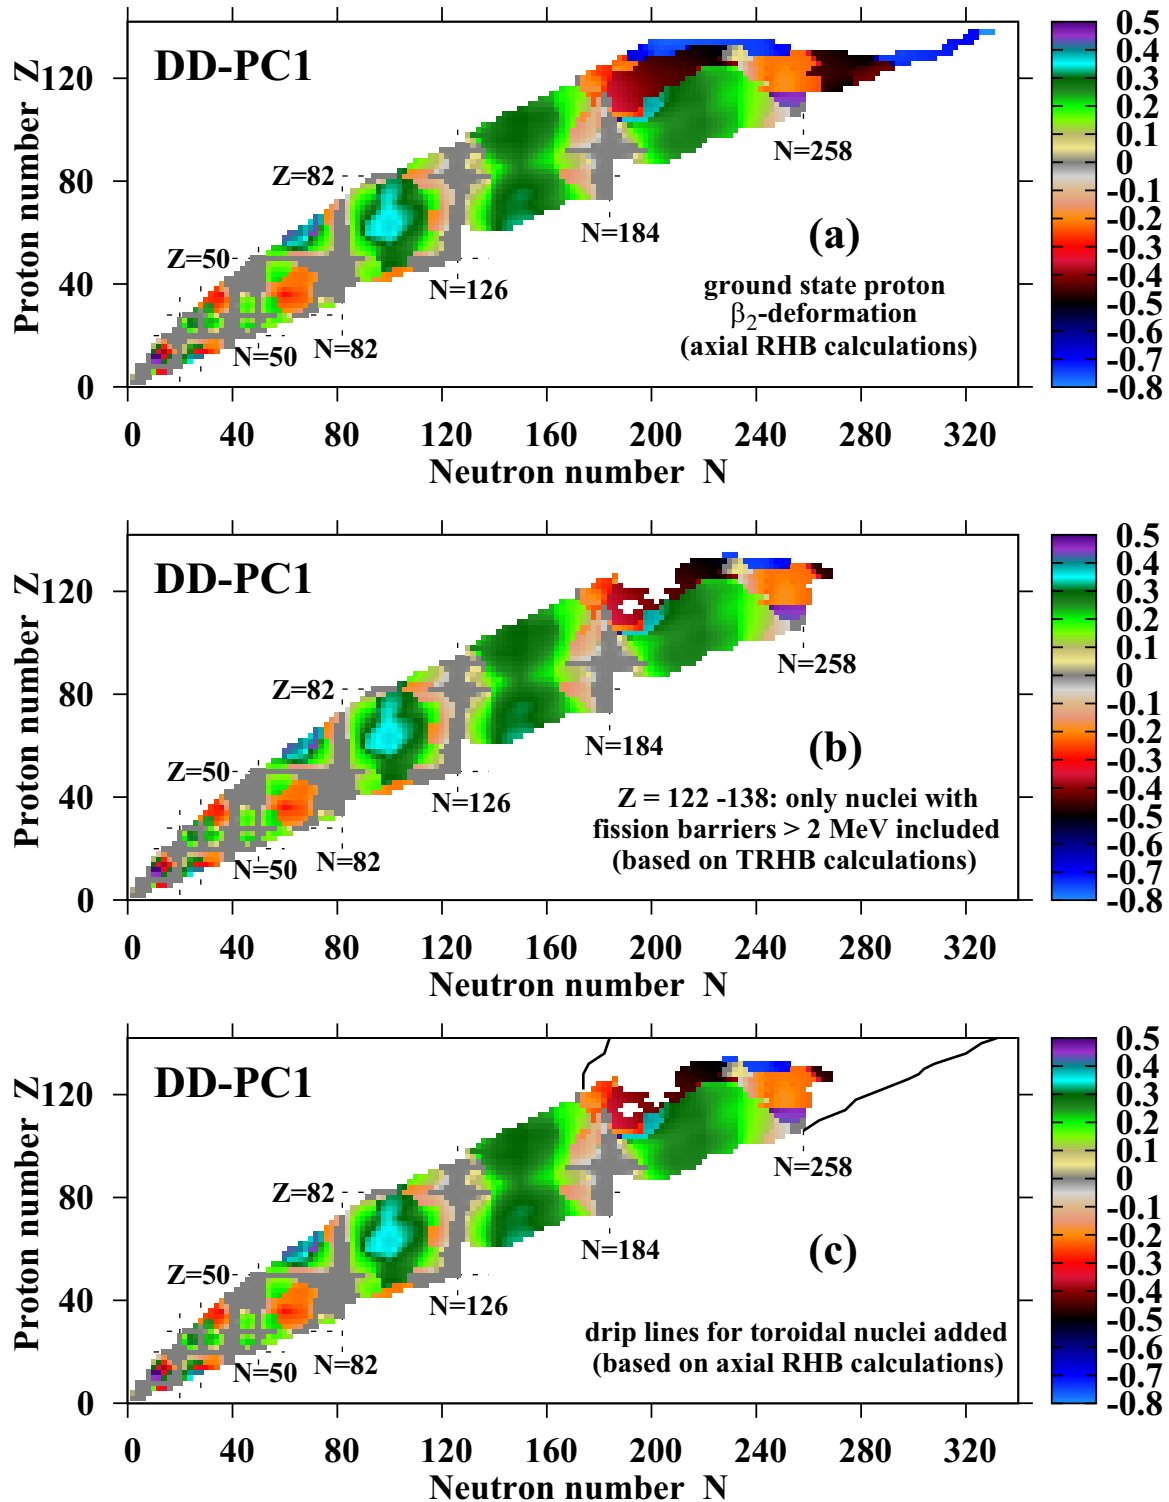 DD-PC1
Proton number Z
120
80
40
0
Z=82
Z=50
N=50
N=82
N=126
N=184
N=258
(a)
ground state proton
β2-deformation
(axial RHB calculations)
0 40 80 120 160 200 240 280 320
Neutron number N
0.5
0.4
0.3
0.2
0.1
0
-0.1
-0.2
-0.3
-0.4
-0.5
-0.6
-0.7
-0.8
DD-PC1
Proton number Z
120
80
40
0
Z=82
Z=50
N=50
N=82
N=126
N=184
N=258
(b)
Z = 122 -138: only nuclei with
fission barriers > 2 MeV included
(based on TRHB calculations)
0 40 80 120 160 200 240 280 320
Neutron number N
0.5
0.4
0.3
0.2
0.1
0
-0.1
-0.2
-0.3
-0.4
-0.5
-0.6
-0.7
-0.8
DD-PC1
Proton number Z
120
80
40
0
Z=82
Z=50
N=50
N=82
N=126
N=184
N=258
(c)
drip lines for toroidal nuclei added
(based on axial RHB calculations)
0 40 80 120 160 200 240 280 320
Neutron number N
0.5
0.4
0.3
0.2
0.1
0
-0.1
-0.2
-0.3
-0.4
-0.5
-0.6
-0.7
-0.8